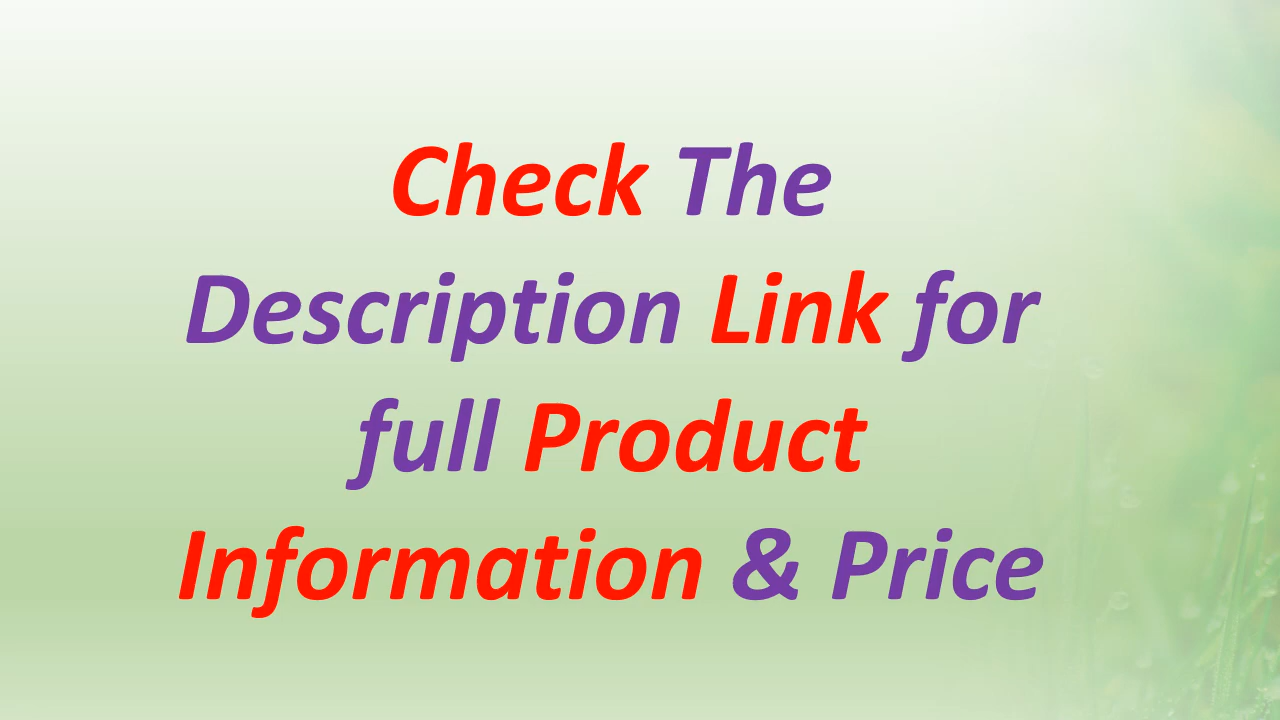 Check The
Description Link for
full Product
Information & Price